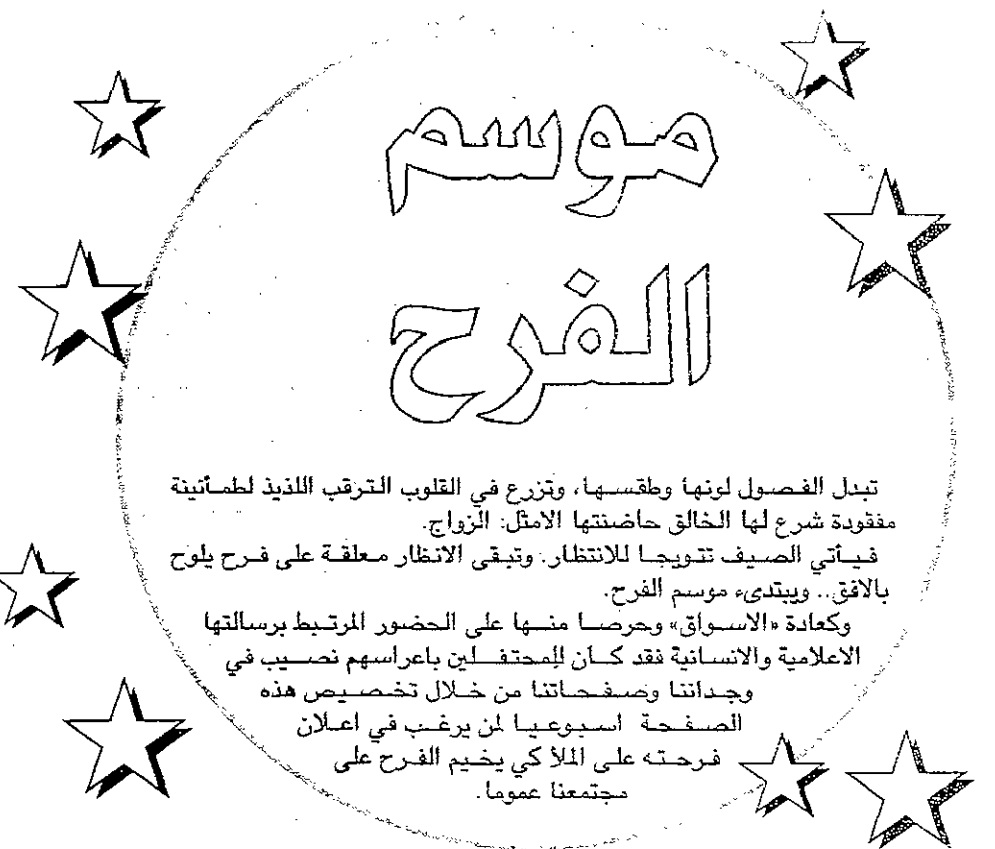 موسم
الفرح
تبدل الفصول لونها وطقسها، وتزرع في القلوب الترقب اللذيذ لطمأنينة
مفقودة شرع لها الخالق حاضنتها الامثل: الزواج.
فيأتي الصيف تتويجا للانتظار. وتبقى الانظار معلقة على فرح يلوح
بالافق.. ويبتدىء موسم الفرح.
وكعادة «الاسواق» وحرصا منها على الحضور المرتبط برسالتها
الاعلامية والانسانية فقد كان للمحتفلين باعراسهم نصيب في
وجداننا وصفحاتنا من خلال تخصيص هذه
الصفحة اسبوعيا لمن يرغب في اعلان
فرحته على الملأ كي يخيم الفرح على
مجتمعنا عموما.